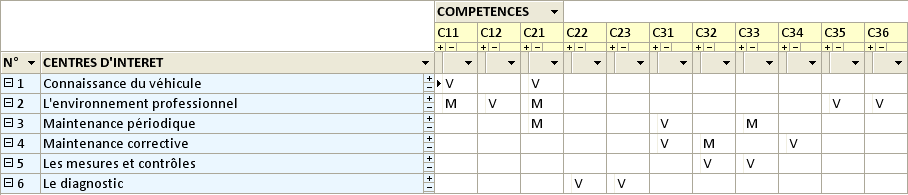 COMPETENCES
C11 C12 C21 C22 C23 C31 C32 C33 C34 C35 C36
N° CENTRES D'INTERET
1 Connaissance du véhicule V V
2 L'environnement professionnel M V M V V
3 Maintenance périodique M V M
4 Maintenance corrective V M V
5 Les mesures et contrôles V V
6 Le diagnostic V V